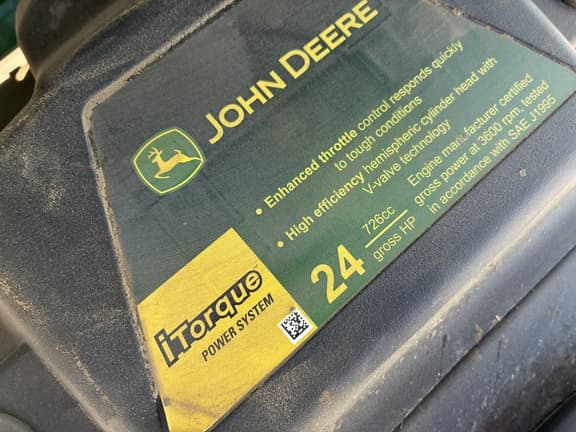 JOHN DEERE
• Enhanced throttle control responds quickly
to tough conditions
• High efficiency hemispheric cylinder head with
V-valve technology
24
726cc
gross HP
Engine manufacturer certified
gross power at 3600 rpm, tested
in accordance with SAE J1995
iTorque
POWER SYSTEM